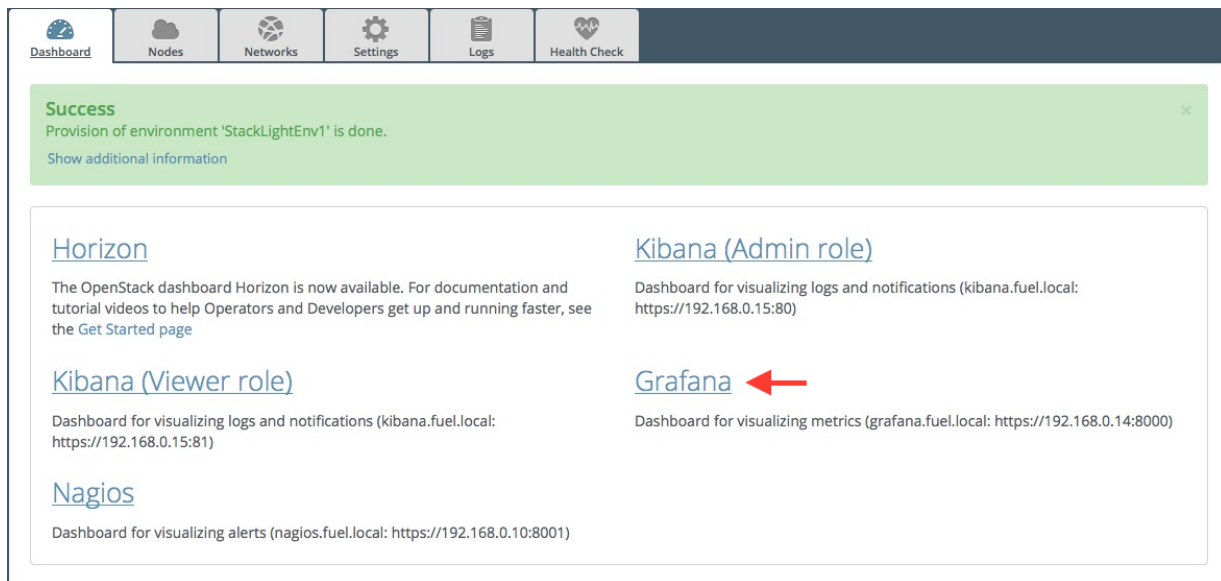 Dashboard
Nodes
Networks
Settings
Logs
Health Check
Success
×
Provision of environment 'StackLightEnv1' is done.
Show additional information
Horizon
The OpenStack dashboard Horizon is now available. For documentation and
tutorial videos to help Operators and Developers get up and running faster, see
the Get Started page
Kibana (Admin role)
Dashboard for visualizing logs and notifications (kibana.fuel.local:
https://192.168.0.15:80)
Kibana (Viewer role)
Dashboard for visualizing logs and notifications (kibana.fuel.local:
https://192.168.0.15:81)
Grafana
Dashboard for visualizing metrics (grafana.fuel.local: https://192.168.0.14:8000)
Nagios
Dashboard for visualizing alerts (nagios.fuel.local: https://192.168.0.10:8001)